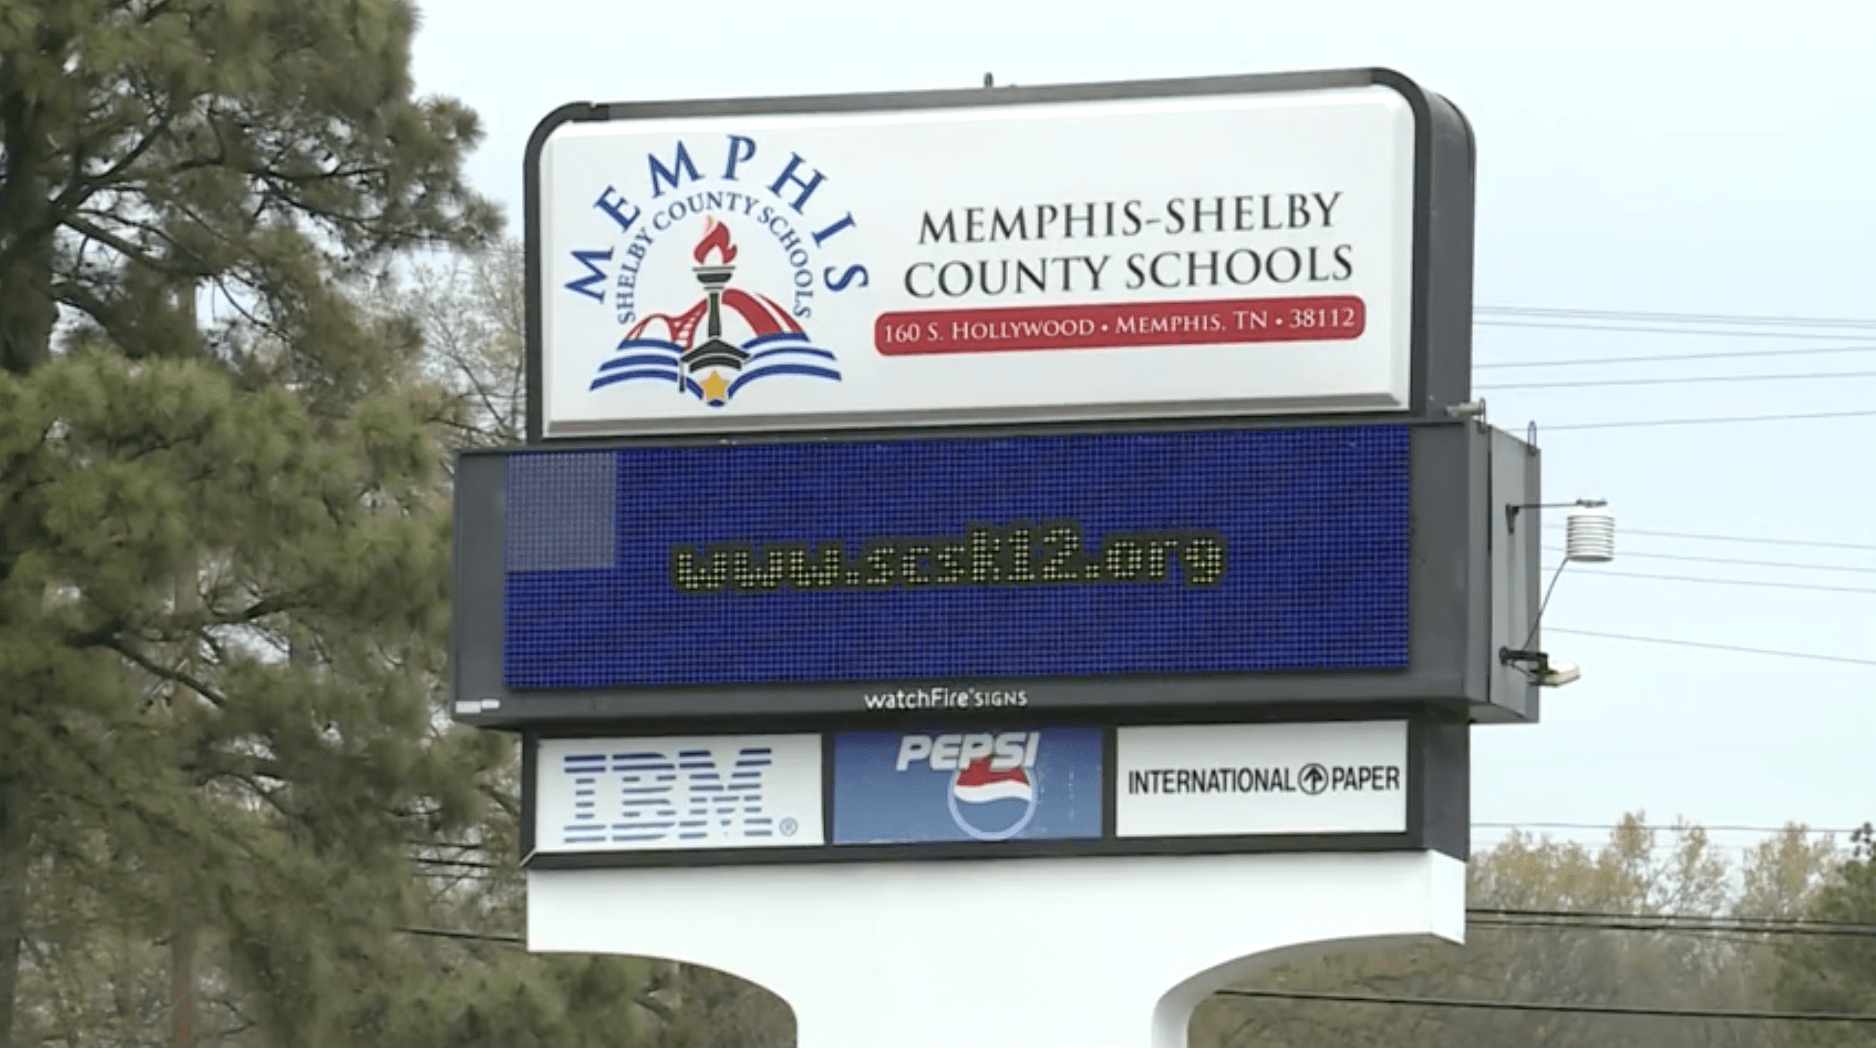 MEMPHIS
SHELBY COUNTY SCHOOLS
MEMPHIS-SHELBY
COUNTY SCHOOLS
160 S. HOLLYWOOD • MEMPHIS, TN • 38112
www.scsk12.org
watchFire® SIGNS
IBM®
PEPSI
INTERNATIONAL PAPER